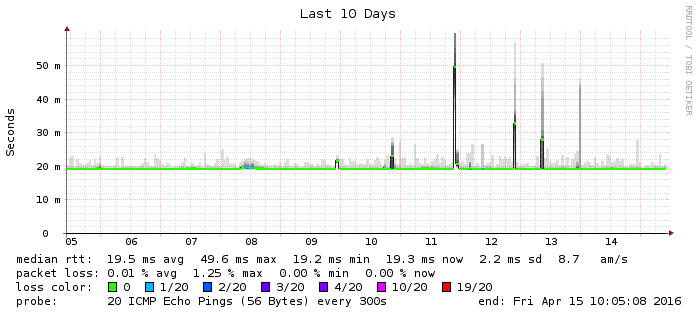 Last 10 Days
RRDTOOL / TOBI OETIKER
Seconds
50 m
40 m
30 m
20 m
10 m
0
05 06 07 08 09 10 11 12 13 14
median rtt: 19.5 ms avg 49.6 ms max 19.2 ms min 19.3 ms now 2.2 ms sd 8.7 am/s
packet loss: 0.01 % avg 1.25 % max 0.00 % min 0.00 % now
loss color: 0 1/20 2/20 3/20 4/20 10/20 19/20
probe: 20 ICMP Echo Pings (56 Bytes) every 300s end: Fri Apr 15 10:05:08 2016